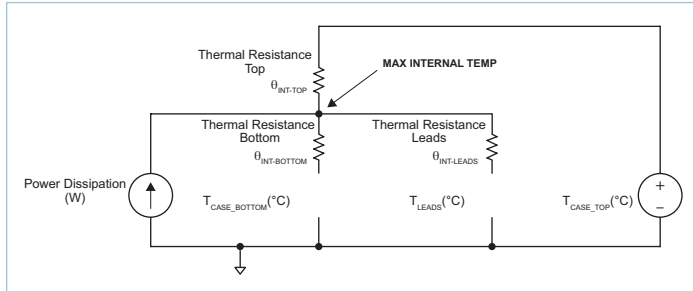 Thermal Resistance
Top
θINT-TOP
MAX INTERNAL TEMP
Thermal Resistance
Bottom
θINT-BOTTOM
Thermal Resistance
Leads
θINT-LEADS
Power Dissipation
(W)
TCASE_BOTTOM(°C)
TLEADS(°C)
TCASE_TOP(°C)
+
–